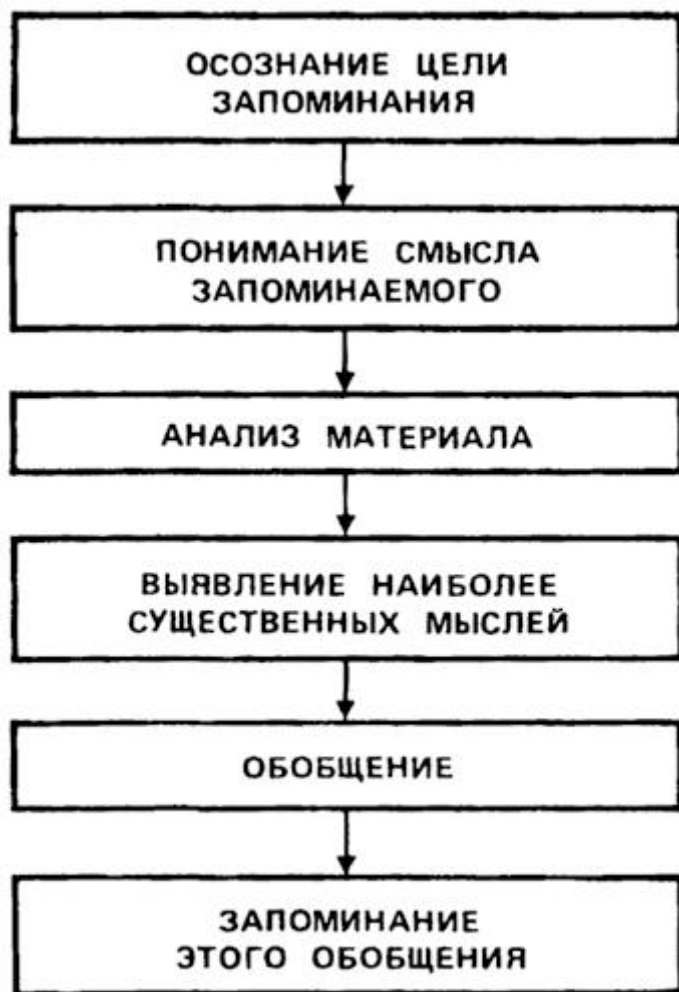 ОСОЗНАНИЕ ЦЕЛИ
ЗАПОМИНАНИЯ
ПОНИМАНИЕ СМЫСЛА
ЗАПОМИНАЕМОГО
АНАЛИЗ МАТЕРИАЛА
ВЫЯВЛЕНИЕ НАИБОЛЕЕ
СУЩЕСТВЕННЫХ МЫСЛЕЙ
ОБОБЩЕНИЕ
ЗАПОМИНАНИЕ
ЭТОГО ОБОБЩЕНИЯ